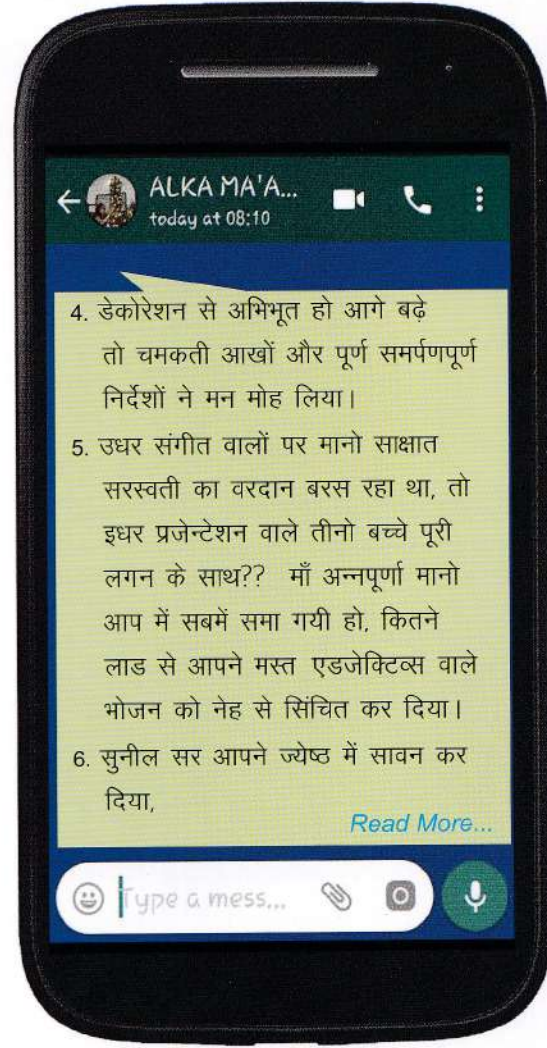 ALKA MA'A...
today at 08:10
4. डेकोरेशन से अभिभूत हो आगे बढ़े
तो चमकती आखों और पूर्ण समर्पणपूर्ण
निर्देशों ने मन मोह लिया।
5. उधर संगीत वालों पर मानो साक्षात
सरस्वती का वरदान बरस रहा था, तो
इधर प्रजेन्टेशन वाले तीनो बच्चे पूरी
लगन के साथ?? माँ अन्नपूर्णा मानो
आप में सबमें समा गयी हो, कितने
लाड से आपने मस्त एडजेक्टिव्स वाले
भोजन को नेह से सिंचित कर दिया।
6. सुनील सर आपने ज्येष्ठ में सावन कर
दिया,
Read More...
Type a mess...